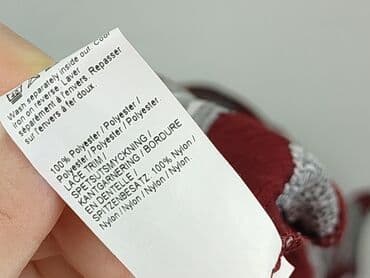 Wash separately inside out. Cool
iron on reverse. Laver
séparément à l'envers. Repasser
sur l'envers à fer doux
100% Polyester / Polyester /
Polyester / Polyester / Polyester
LACE TRIM /
SPETSUTSMYCKNING /
KANTGARNERING / BORDURE
EN DENTELLE /
SPITZENBESATZ, 100% Nylon /
Nylon / Nylon / Nylon / Nylon